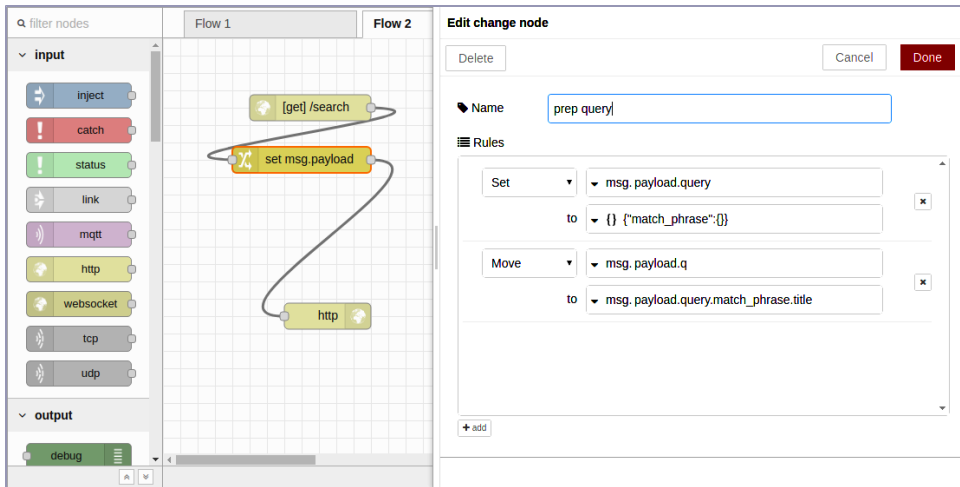 filter nodes
input
inject
catch
status
link
mqtt
http
websocket
tcp
udp
output
debug
Flow 1
Flow 2
[get] /search
set msg.payload
http
Edit change node
Delete
Cancel
Done
Name
prep query
Rules
Set
msg. payload.query
to
{} {"match_phrase":{}}
Move
msg. payload.q
to
msg. payload.query.match_phrase.title
add